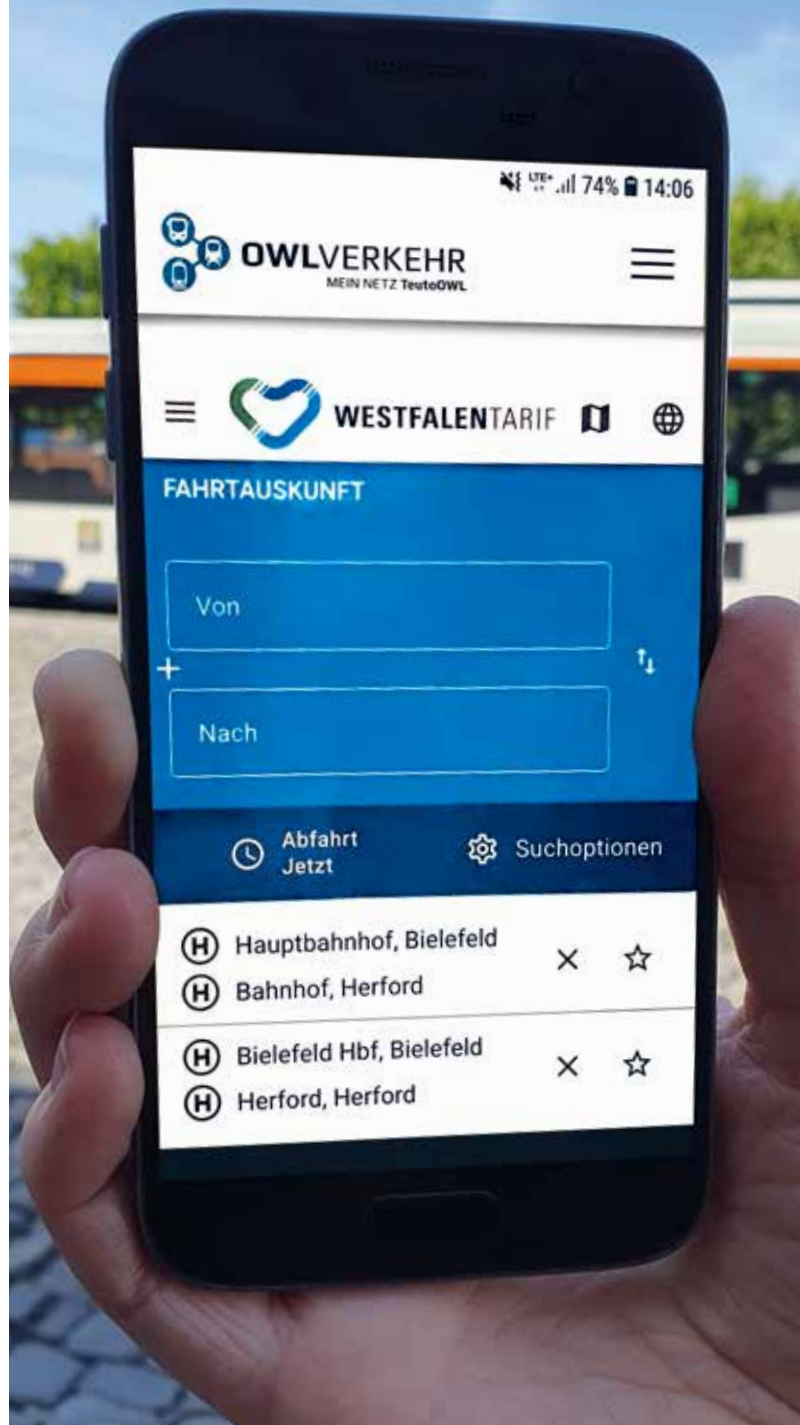 LTE+ 74% 14:06
OWLVERKEHR
MEIN NETZ TeutoOWL
WESTFALENTARIF
FAHRTAUSKUNFT
Von
Nach
Abfahrt
Jetzt
Suchoptionen
H Hauptbahnhof, Bielefeld
H Bahnhof, Herford
H Bielefeld Hbf, Bielefeld
H Herford, Herford